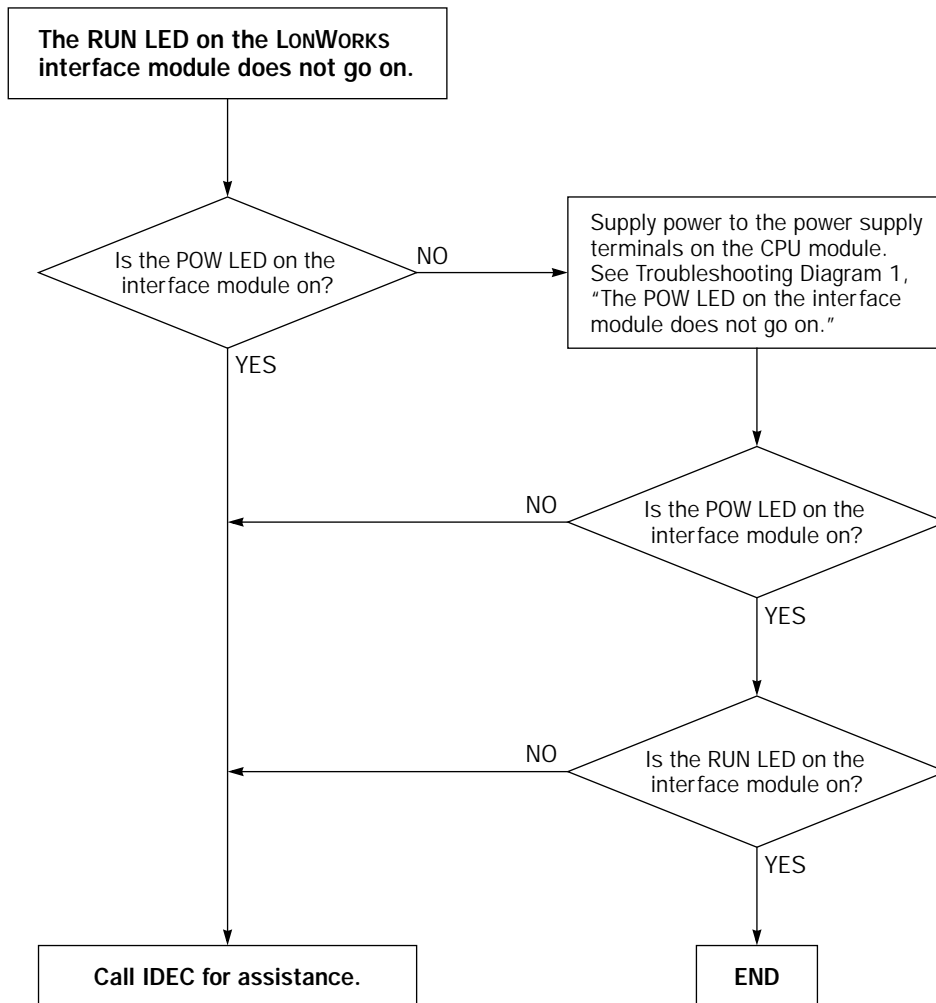 The RUN LED on the LONWORKS
interface module does not go on.
Is the POW LED on the
interface module on?
NO
YES
Supply power to the power supply
terminals on the CPU module.
See Troubleshooting Diagram 1,
“The POW LED on the interface
module does not go on.”
Is the POW LED on the
interface module on?
NO
YES
Is the RUN LED on the
interface module on?
NO
YES
Call IDEC for assistance.
END